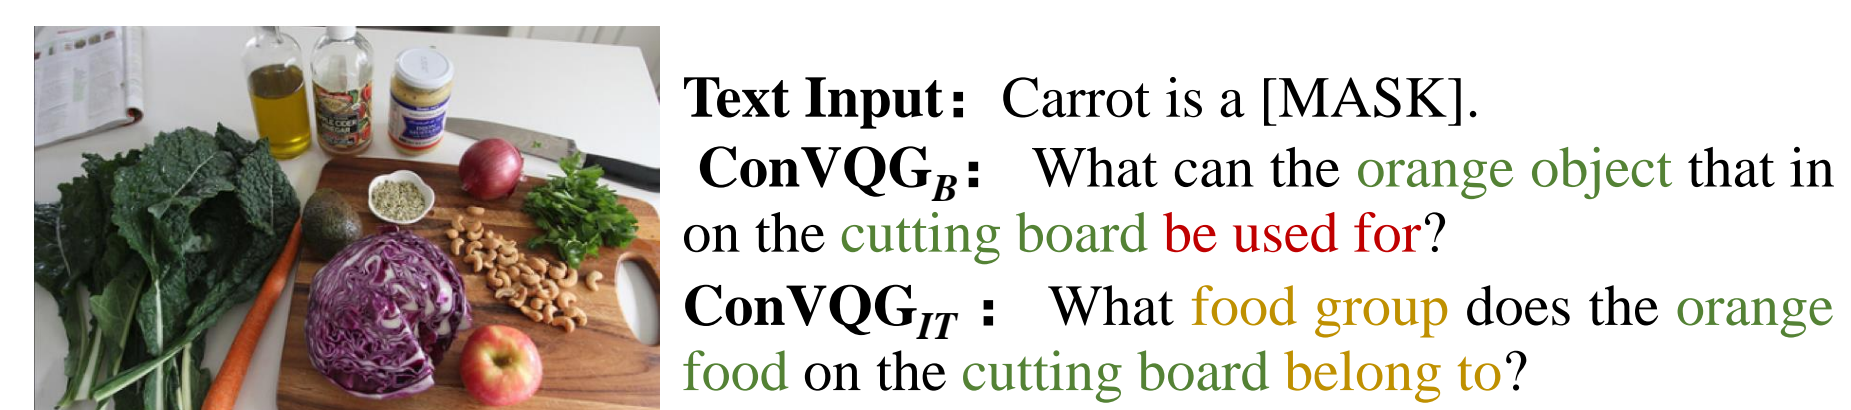 Text Input: Carrot is a [MASK].
ConVQG_B: What can the orange object that in
on the cutting board be used for?
ConVQG_IT : What food group does the orange
food on the cutting board belong to?